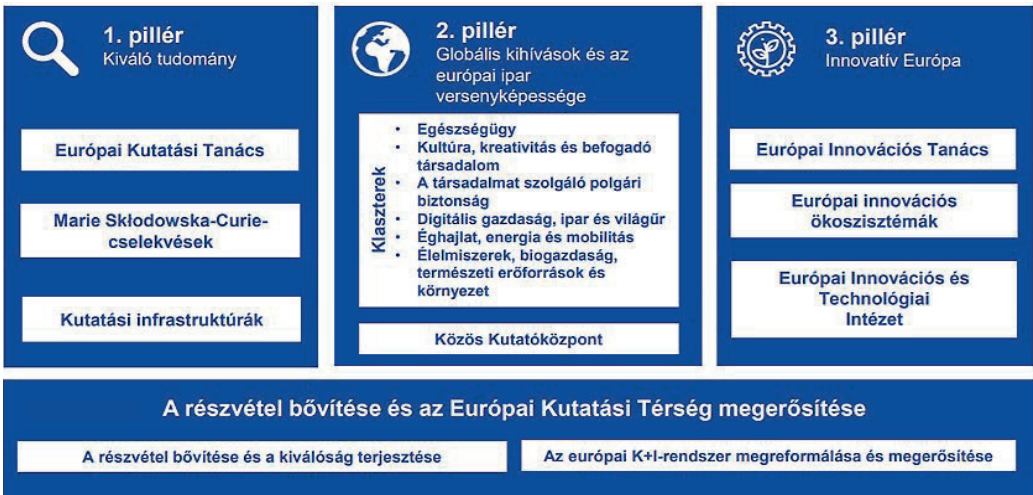 1. pillér
Kiváló tudomány
Európai Kutatási Tanács
Marie Skłodowska-Curie-
cselekvések
Kutatási infrastruktúrák
2. pillér
Globális kihívások és az
európai ipar
versenyképessége
Klaszterek
• Egészségügy
• Kultúra, kreativitás és befogadó
társadalom
• A társadalmat szolgáló polgári
biztonság
• Digitális gazdaság, ipar és világűr
• Éghajlat, energia és mobilitás
• Élelmiszerek, biogazdaság,
természeti erőforrások és
környezet
Közös Kutatóközpont
3. pillér
Innovatív Európa
Európai Innovációs Tanács
Európai innovációs
ökoszisztémák
Európai Innovációs és
Technológiai
Intézet
A részvétel bővítése és az Európai Kutatási Térség megerősítése
A részvétel bővítése és a kiválóság terjesztése
Az európai K+I-rendszer megreformálása és megerősítése